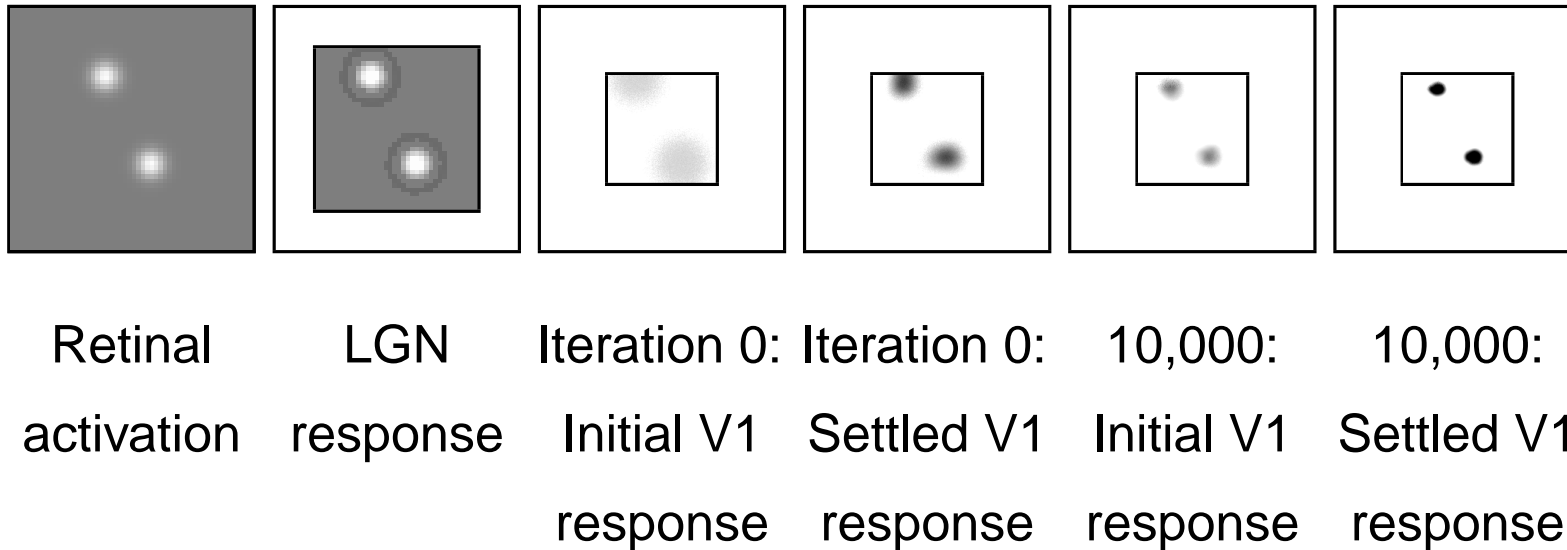 Retinal activation
LGN response
Iteration 0: Initial V1 response
Iteration 0: Settled V1 response
10,000: Initial V1 response
10,000: Settled V1 response